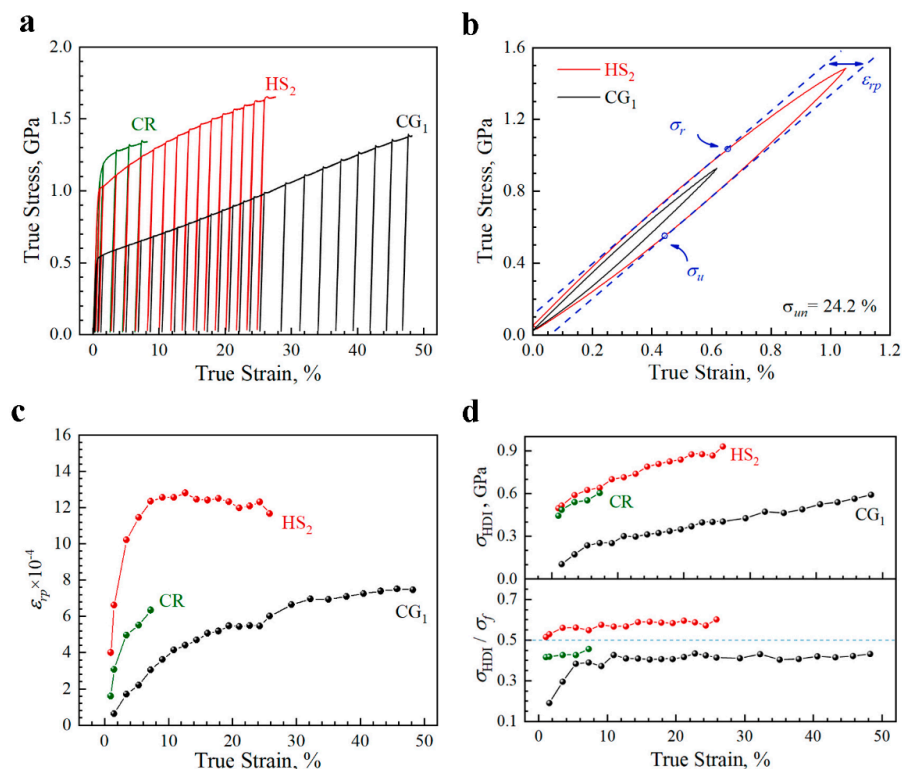 a
2.0
1.5
1.0
0.5
0.0
True Stress, GPa
CR
HS₂
CG₁
0 10 20 30 40 50
True Strain, %
b
1.6
1.2
0.8
0.4
0.0
True Stress, GPa
HS₂
CG₁
εrp
σr
σu
σun= 24.2 %
0.0 0.2 0.4 0.6 0.8 1.0 1.2
True Strain, %
c
16
14
12
10
8
6
4
2
0
εrp×10⁻⁴
HS₂
CR
CG₁
0 10 20 30 40 50
True Strain, %
d
0.9
0.6
0.3
0.0
σHDI, GPa
HS₂
CR
CG₁
0.5
0.1
σHDI / σf
0 10 20 30 40 50
True Strain, %